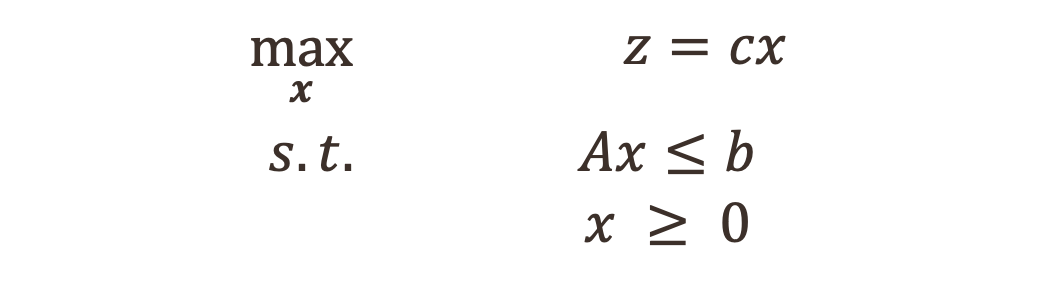 max z = cx
x
s.t. Ax ≤ b
x ≥ 0